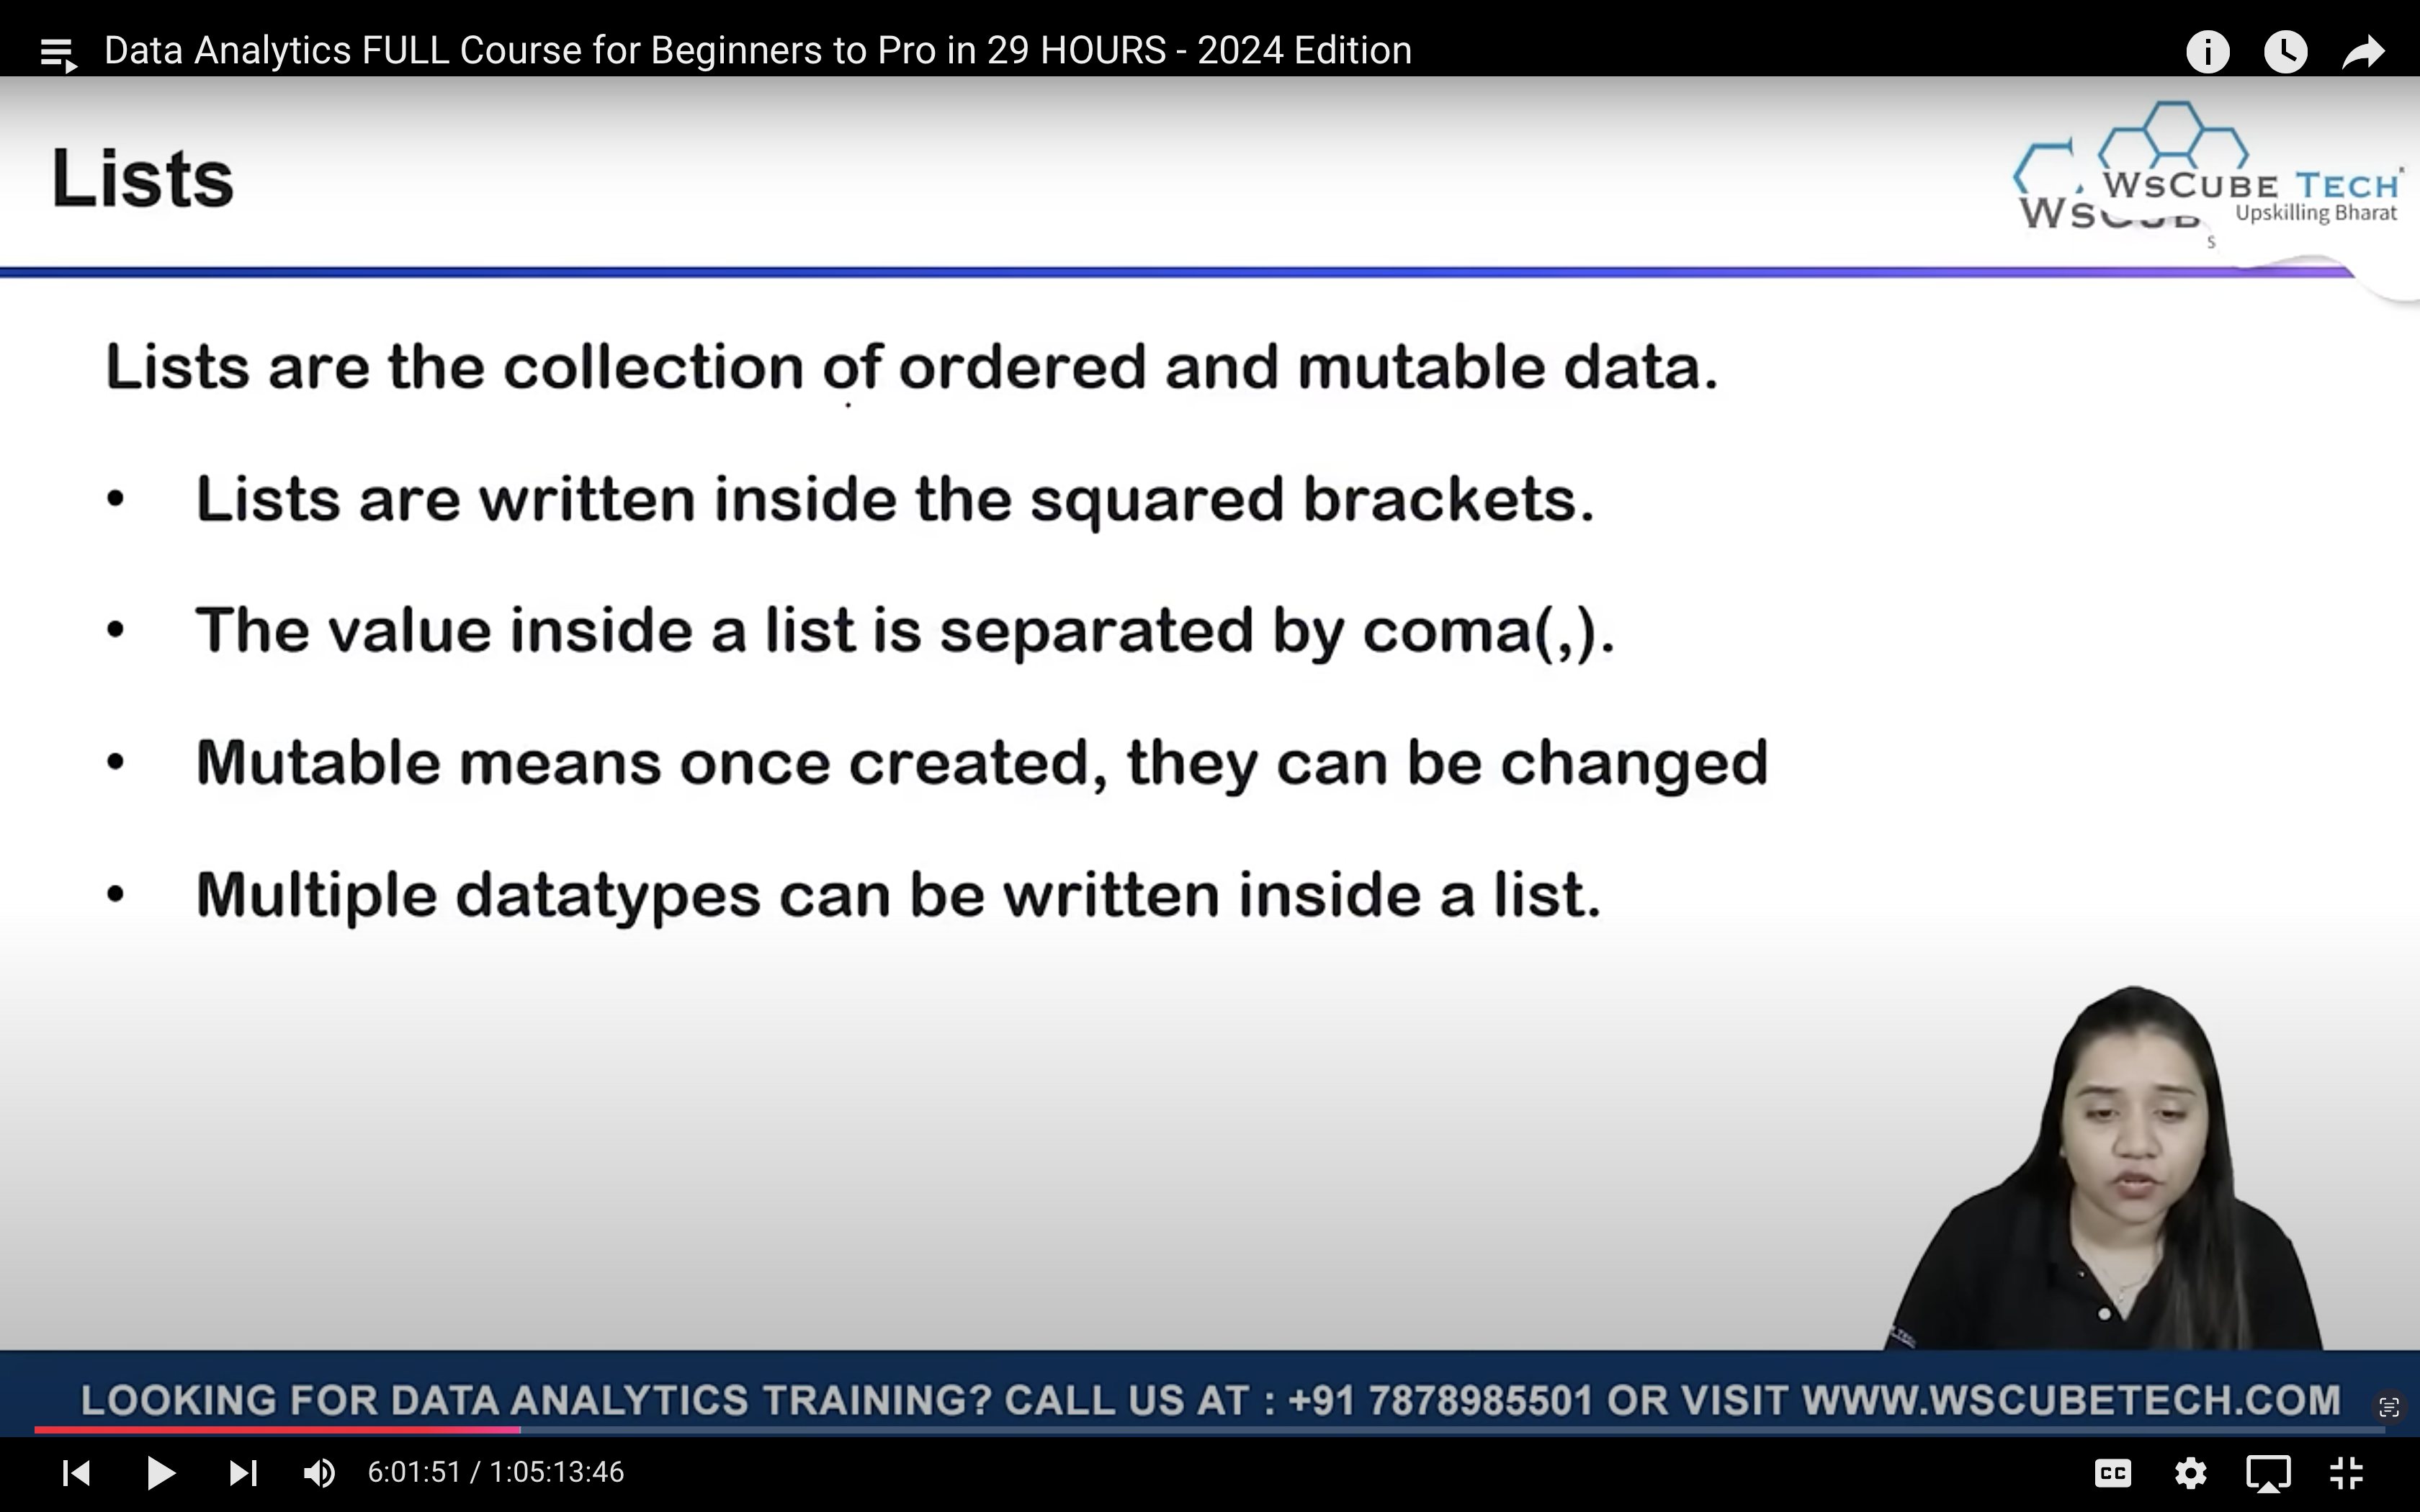 Data Analytics FULL Course for Beginners to Pro in 29 HOURS - 2024 Edition
Lists
WSCUBE TECH
Upskilling Bharat
Lists are the collection of ordered and mutable data.
• Lists are written inside the squared brackets.
• The value inside a list is separated by coma(,).
• Mutable means once created, they can be changed
• Multiple datatypes can be written inside a list.
LOOKING FOR DATA ANALYTICS TRAINING? CALL US AT : +91 7878985501 OR VISIT WWW.WSCUBETECH.COM
6:01:51 / 1:05:13:46
CC